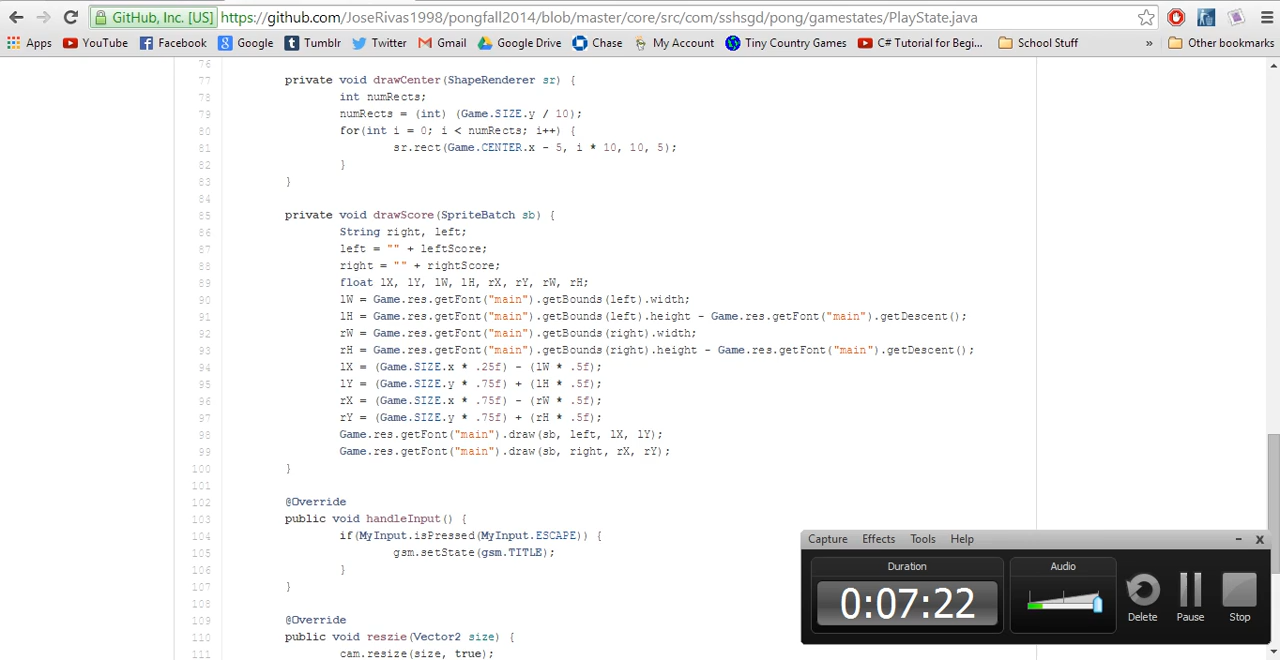 GitHub, Inc. [US] https://github.com/JoseRivas1998/pongfall2014/blob/master/core/src/com/sshsgd/pong/gamestates/PlayState.java
Apps YouTube Facebook Google Tumblr Twitter Gmail Google Drive Chase My Account Tiny Country Games C# Tutorial for Begi... School Stuff » Other bookmarks
76
77 private void drawCenter(ShapeRenderer sr) {
78 int numRects;
79 numRects = (int) (Game.SIZE.y / 10);
80 for(int i = 0; i < numRects; i++) {
81 sr.rect(Game.CENTER.x - 5, i * 10, 10, 5);
82 }
83 }
84
85 private void drawScore(SpriteBatch sb) {
86 String right, left;
87 left = "" + leftScore;
88 right = "" + rightScore;
89 float lX, lY, lW, lH, rX, rY, rW, rH;
90 lW = Game.res.getFont("main").getBounds(left).width;
91 lH = Game.res.getFont("main").getBounds(left).height - Game.res.getFont("main").getDescent();
92 rW = Game.res.getFont("main").getBounds(right).width;
93 rH = Game.res.getFont("main").getBounds(right).height - Game.res.getFont("main").getDescent();
94 lX = (Game.SIZE.x * .25f) - (lW * .5f);
95 lY = (Game.SIZE.y * .75f) + (lH * .5f);
96 rX = (Game.SIZE.x * .75f) - (rW * .5f);
97 rY = (Game.SIZE.y * .75f) + (rH * .5f);
98 Game.res.getFont("main").draw(sb, left, lX, lY);
99 Game.res.getFont("main").draw(sb, right, rX, rY);
100 }
101
102 @Override
103 public void handleInput() {
104 if(MyInput.isPressed(MyInput.ESCAPE)) {
105 gsm.setState(gsm.TITLE);
106 }
107 }
108
109 @Override
110 public void reszie(Vector2 size) {
111 cam.resize(size, true);
Capture Effects Tools Help
Duration Audio
0:07:22
Delete Pause Stop